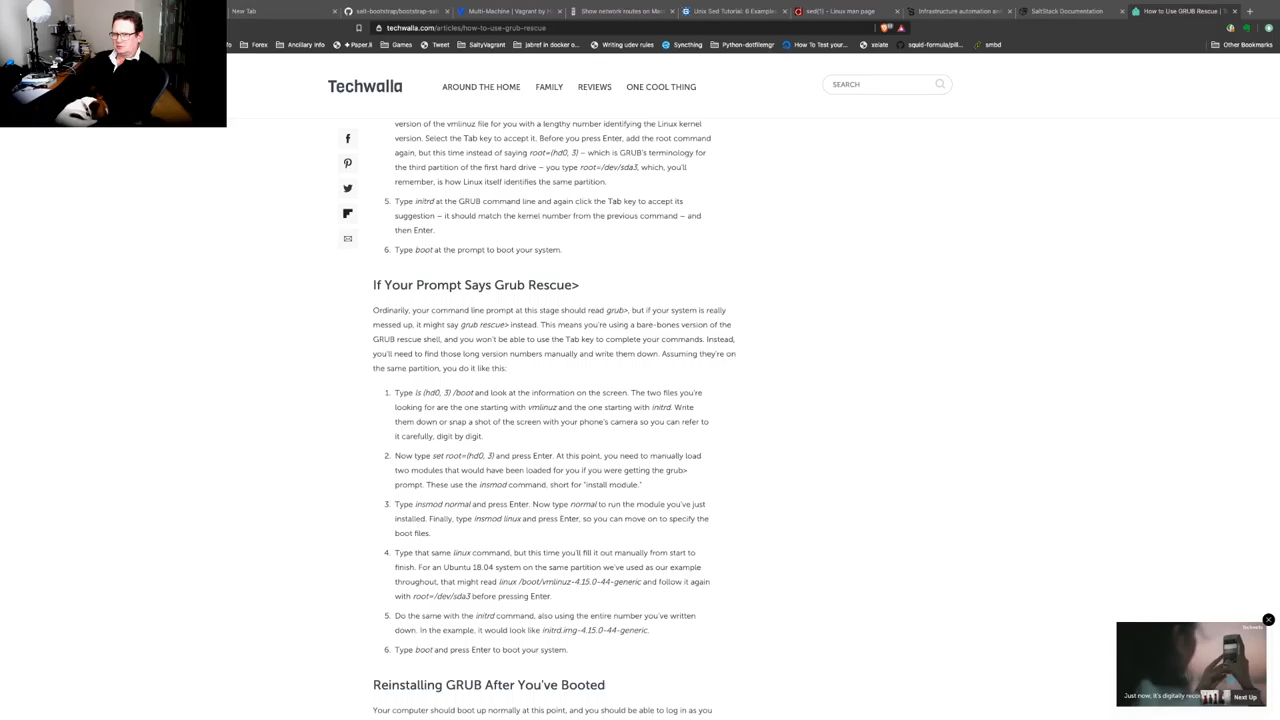 New Tab
salt-bootstrap/bootstrap-salt
Multi-Machine | Vagrant by H
Show network routes on Mac
Unix Sed Tutorial: 6 Examples
sed(1) - Linux man page
Infrastructure automation and
SaltStack Documentation
How to Use GRUB Rescue | T
techwalla.com/articles/how-to-use-grub-rescue
Forex
Ancillary Info
+Paper.li
Games
Tweet
SaltyVagrant
jabref in docker o...
Writing udev rules
Syncthing
Python-dotfilemgr
How To Test your...
xelate
squid-formula/pill...
smbd
Other Bookmarks
Techwalla
AROUND THE HOME
FAMILY
REVIEWS
ONE COOL THING
SEARCH
version of the vmlinuz file for you with a lengthy number identifying the Linux kernel
version. Select the Tab key to accept it. Before you press Enter, add the root command
again, but this time instead of saying root=(hd0, 3) – which is GRUB's terminology for
the third partition of the first hard drive – you type root=/dev/sda3, which, you'll
remember, is how Linux itself identifies the same partition.
5. Type initrd at the GRUB command line and again click the Tab key to accept its
suggestion – it should match the kernel number from the previous command – and
then Enter.
6. Type boot at the prompt to boot your system.
If Your Prompt Says Grub Rescue>
Ordinarily, your command line prompt at this stage should read grub>, but if your system is really
messed up, it might say grub rescue> instead. This means you're using a bare-bones version of the
GRUB rescue shell, and you won't be able to use the Tab key to complete your commands. Instead,
you'll need to find those long version numbers manually and write them down. Assuming they're on
the same partition, you do it like this:
1. Type ls (hd0, 3) /boot and look at the information on the screen. The two files you're
looking for are the one starting with vmlinuz and the one starting with initrd. Write
them down or snap a shot of the screen with your phone's camera so you can refer to
it carefully, digit by digit.
2. Now type set root=(hd0, 3) and press Enter. At this point, you need to manually load
two modules that would have been loaded for you if you were getting the grub>
prompt. These use the insmod command, short for "install module."
3. Type insmod normal and press Enter. Now type normal to run the module you've just
installed. Finally, type insmod linux and press Enter, so you can move on to specify the
boot files.
4. Type that same linux command, but this time you'll fill it out manually from start to
finish. For an Ubuntu 18.04 system on the same partition we've used as our example
throughout, that might read linux /boot/vmlinuz-4.15.0-44-generic and follow it again
with root=/dev/sda3 before pressing Enter.
5. Do the same with the initrd command, also using the entire number you've written
down. In the example, it would look like initrd.img-4.15.0-44-generic.
6. Type boot and press Enter to boot your system.
Reinstalling GRUB After You've Booted
Your computer should boot up normally at this point, and you should be able to log in as you
Techwalla
Just now, it's digitally reco
Next Up